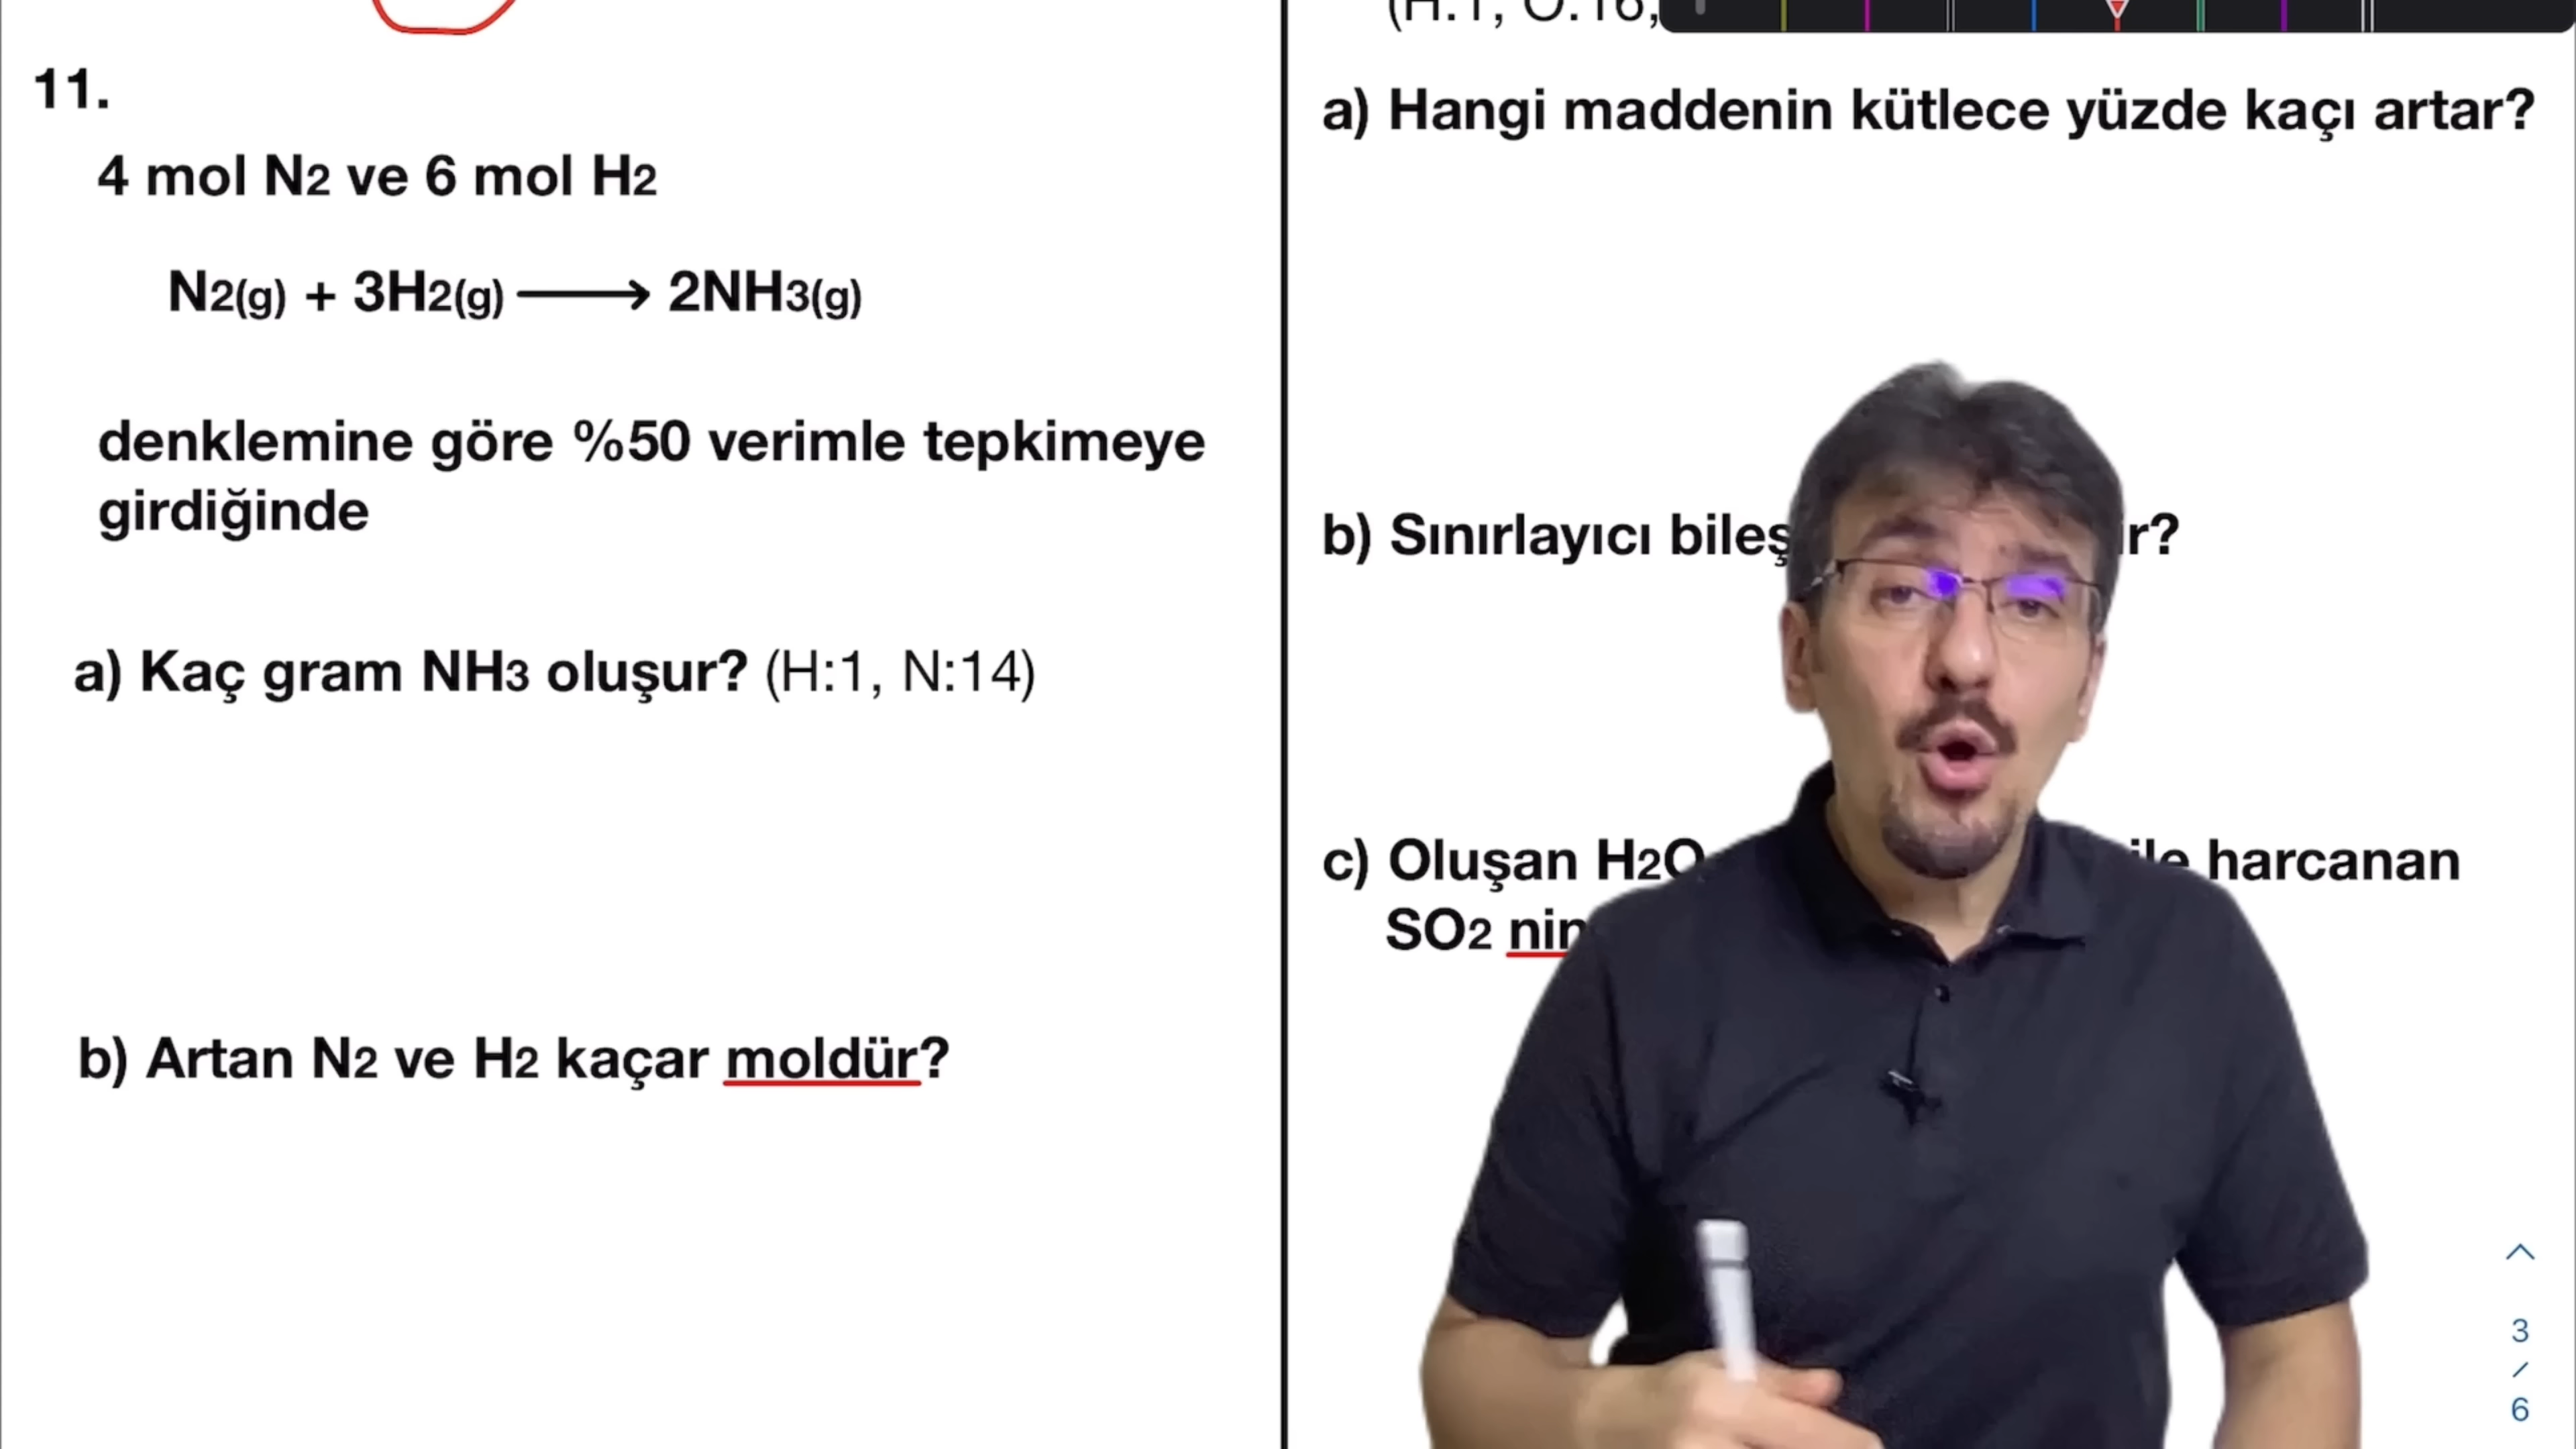 11.
4 mol N2 ve 6 mol H2
N2(g) + 3H2(g) ⟶ 2NH3(g)
denklemine göre %50 verimle tepkimeye
girdiğinde
a) Kaç gram NH3 oluşur? (H:1, N:14)
b) Artan N2 ve H2 kaçar moldür?
(H:1, O:16,
a) Hangi maddenin kütlece yüzde kaçı artar?
b) Sınırlayıcı
c) Oluşan H2O ile harcanan
SO2 nin
3
/
6